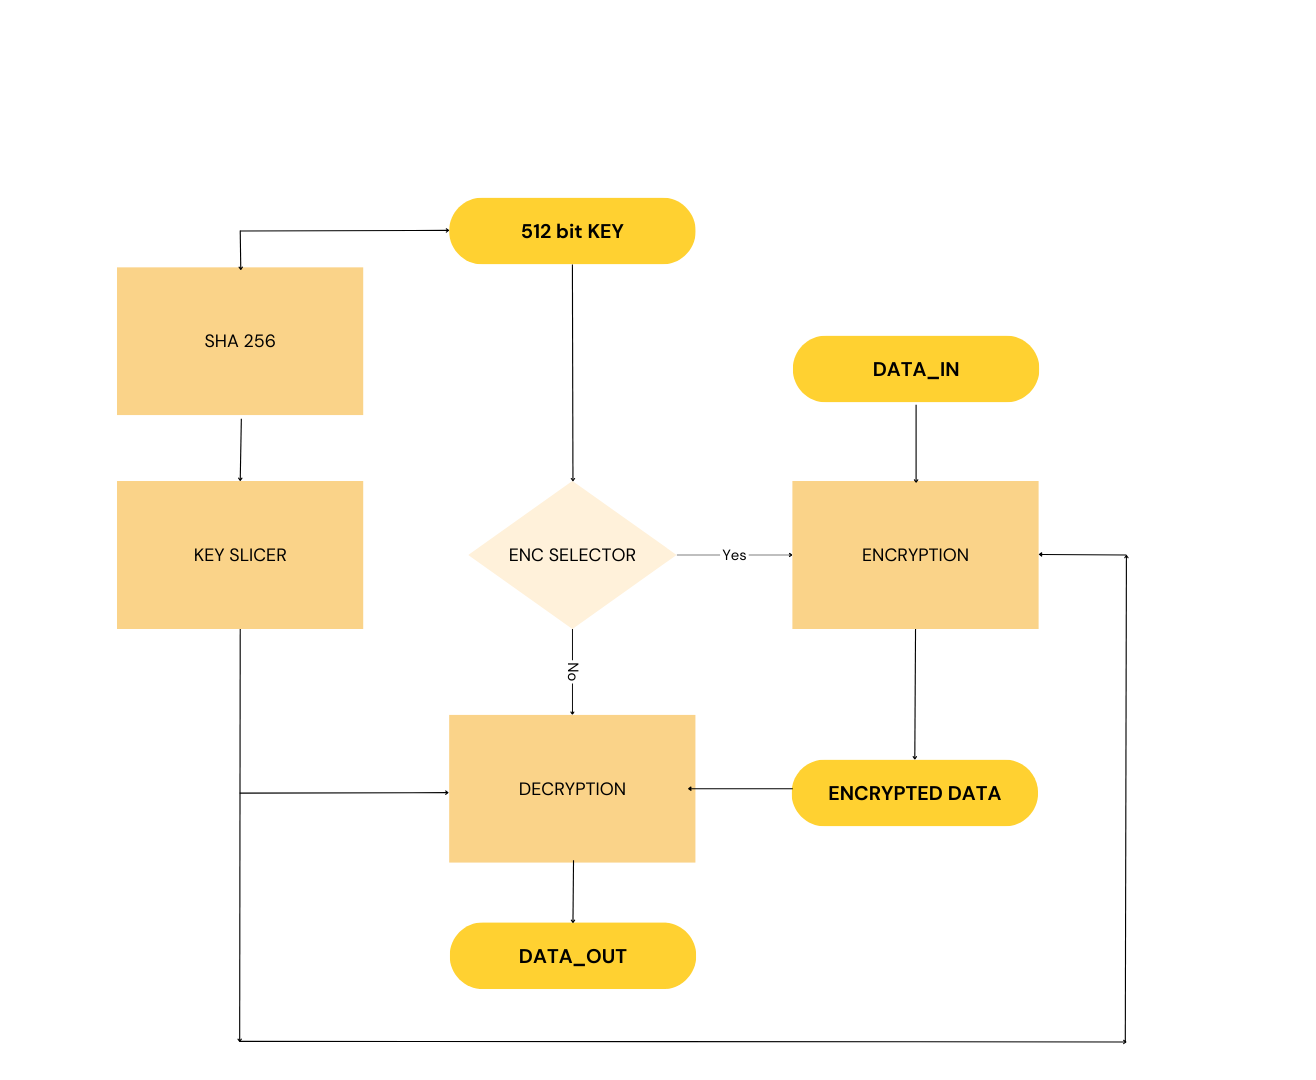 512 bit KEY
SHA 256
DATA_IN
KEY SLICER
ENC SELECTOR
Yes
ENCRYPTION
No
DECRYPTION
ENCRYPTED DATA
DATA_OUT